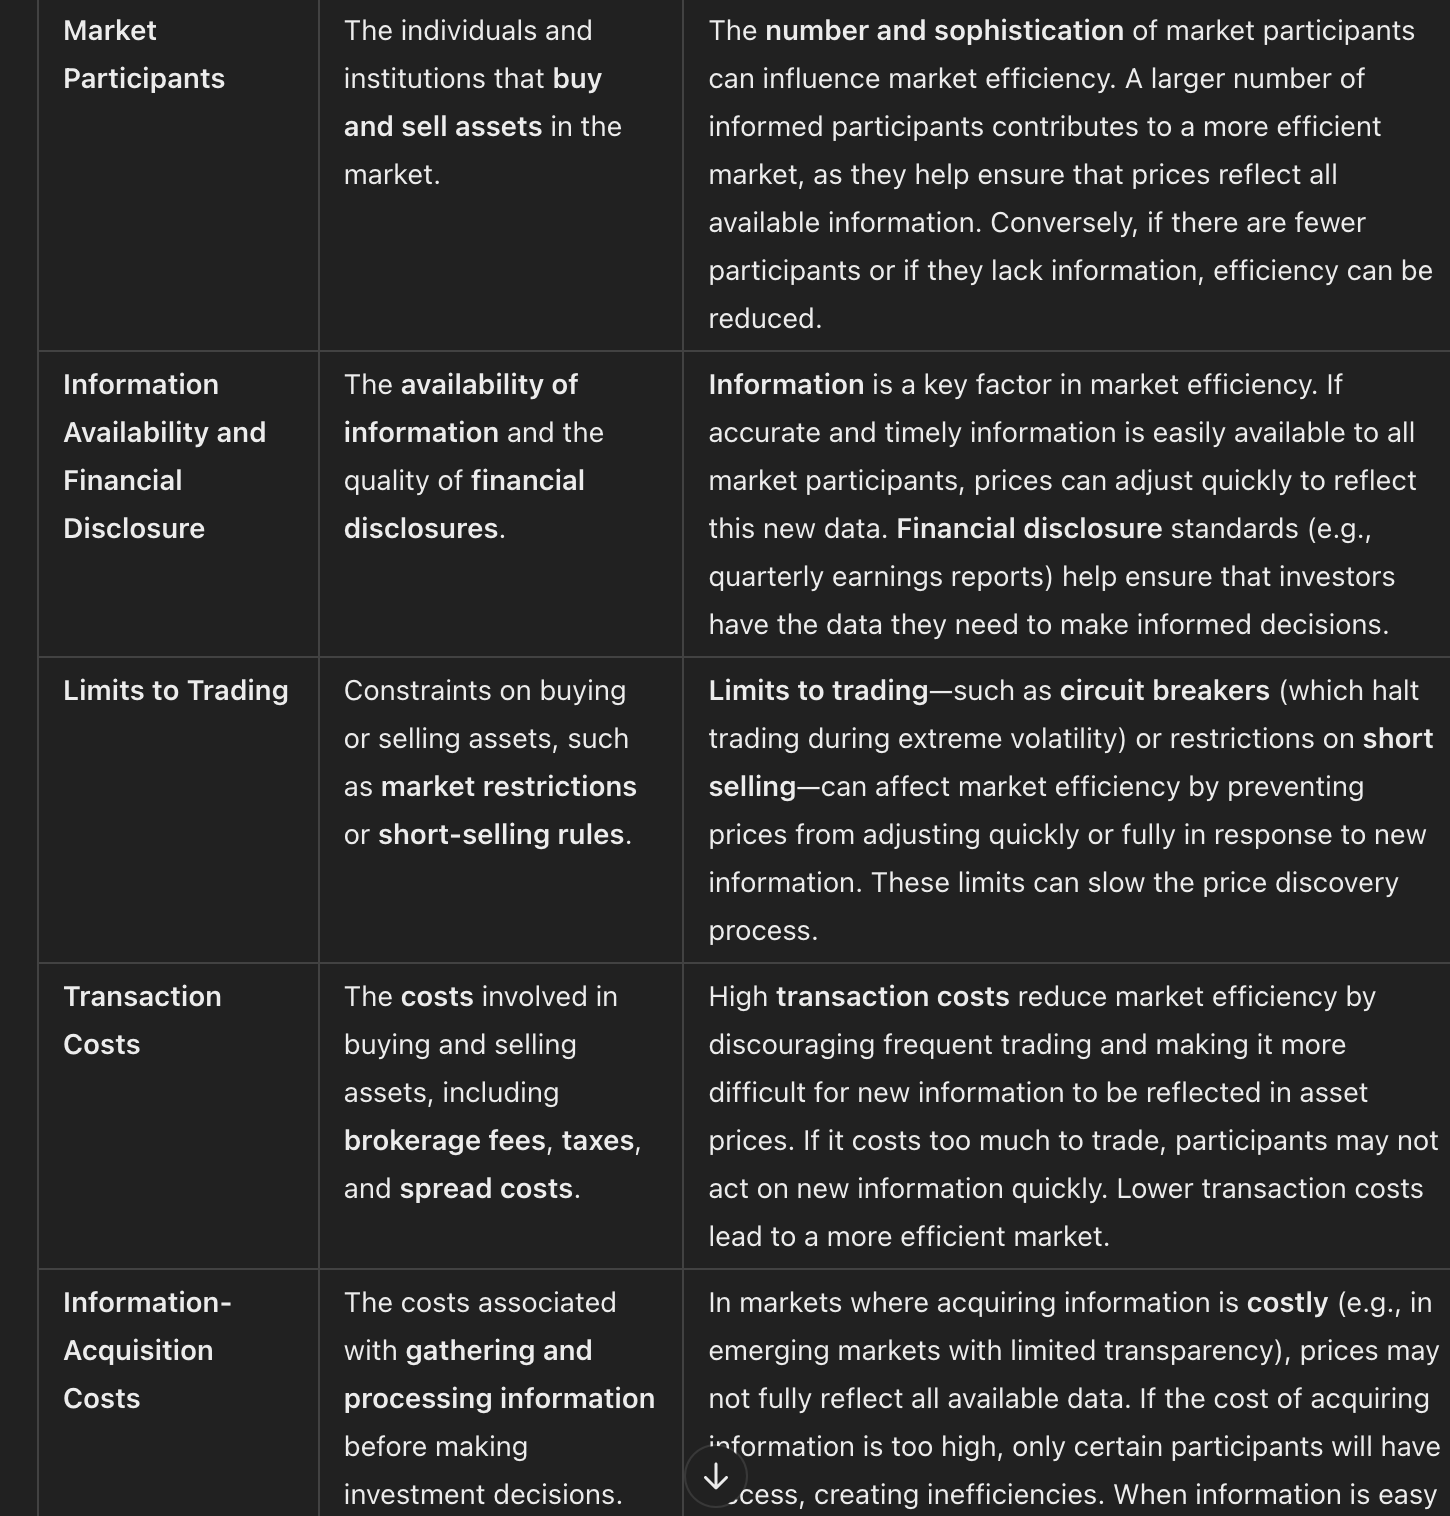 Market
Participants
The individuals and
institutions that buy
and sell assets in the
market.
The number and sophistication of market participants
can influence market efficiency. A larger number of
informed participants contributes to a more efficient
market, as they help ensure that prices reflect all
available information. Conversely, if there are fewer
participants or if they lack information, efficiency can be
reduced.
Information
Availability and
Financial
Disclosure
The availability of
information and the
quality of financial
disclosures.
Information is a key factor in market efficiency. If
accurate and timely information is easily available to all
market participants, prices can adjust quickly to reflect
this new data. Financial disclosure standards (e.g.,
quarterly earnings reports) help ensure that investors
have the data they need to make informed decisions.
Limits to Trading
Constraints on buying
or selling assets, such
as market restrictions
or short-selling rules.
Limits to trading—such as circuit breakers (which halt
trading during extreme volatility) or restrictions on short
selling—can affect market efficiency by preventing
prices from adjusting quickly or fully in response to new
information. These limits can slow the price discovery
process.
Transaction
Costs
The costs involved in
buying and selling
assets, including
brokerage fees, taxes,
and spread costs.
High transaction costs reduce market efficiency by
discouraging frequent trading and making it more
difficult for new information to be reflected in asset
prices. If it costs too much to trade, participants may not
act on new information quickly. Lower transaction costs
lead to a more efficient market.
Information-
Acquisition
Costs
The costs associated
with gathering and
processing information
before making
investment decisions.
In markets where acquiring information is costly (e.g., in
emerging markets with limited transparency), prices may
not fully reflect all available data. If the cost of acquiring
information is too high, only certain participants will have
access, creating inefficiencies. When information is easy